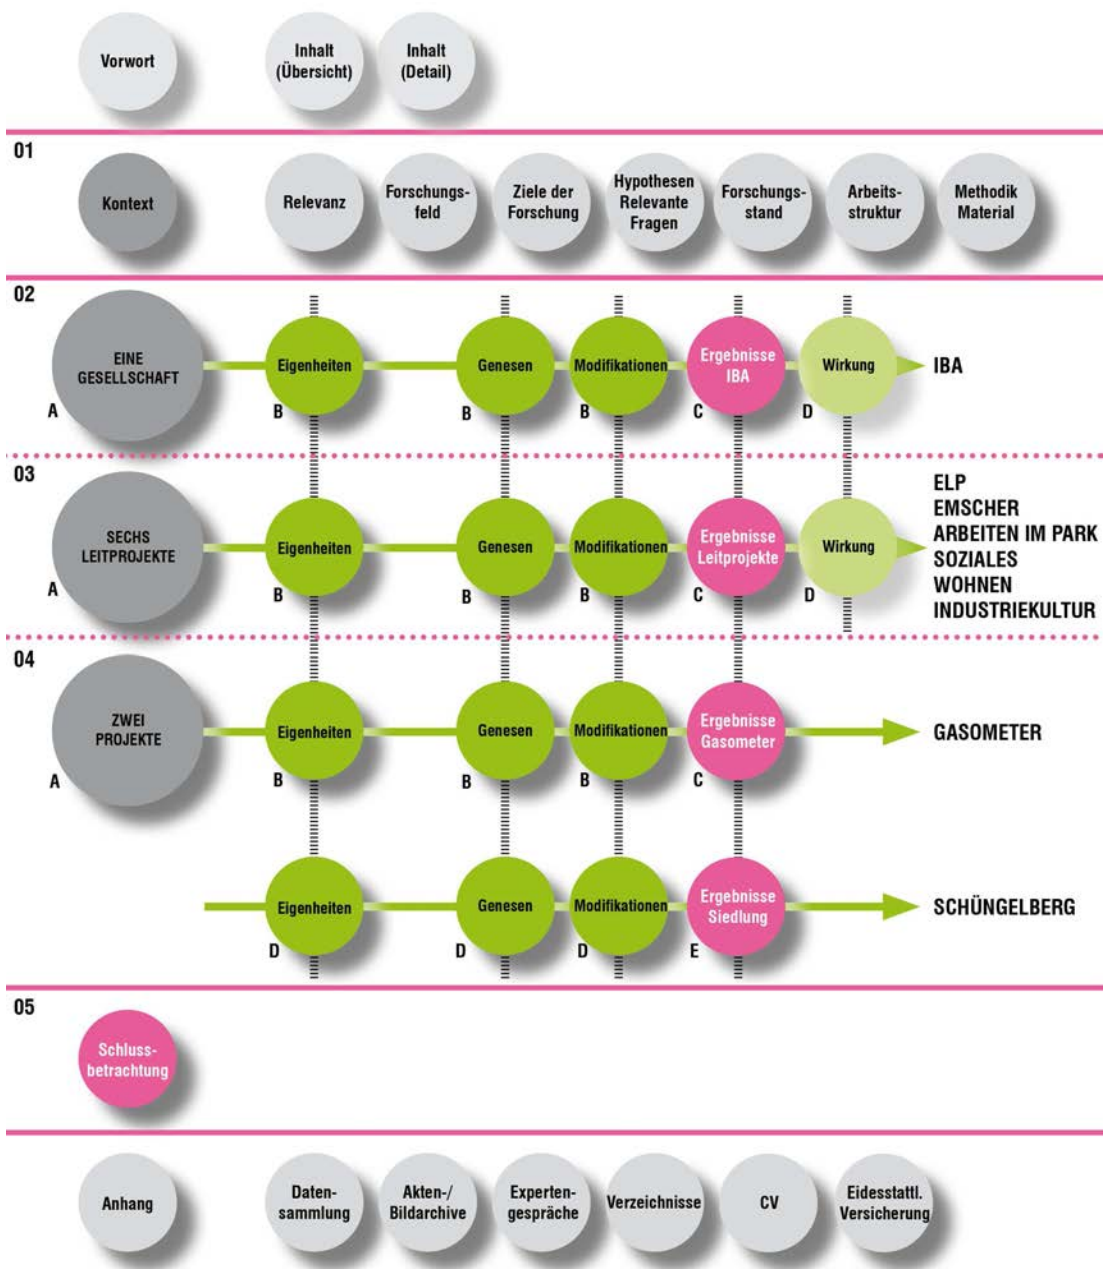 Vorwort
Inhalt
(Übersicht)
Inhalt
(Detail)
01
Kontext
Relevanz
Forschungs-
feld
Ziele der
Forschung
Hypothesen
Relevante
Fragen
Forschungs-
stand
Arbeits-
struktur
Methodik
Material
02
EINE
GESELLSCHAFT
A
Eigenheiten
B
Genesen
B
Modifikationen
B
Ergebnisse
IBA
C
Wirkung
D
IBA
03
SECHS
LEITPROJEKTE
A
Eigenheiten
B
Genesen
B
Modifikationen
B
Ergebnisse
Leitprojekte
C
Wirkung
D
ELP
EMSCHER
ARBEITEN IM PARK
SOZIALES
WOHNEN
INDUSTRIEKULTUR
04
ZWEI
PROJEKTE
A
Eigenheiten
B
Genesen
B
Modifikationen
B
Ergebnisse
Gasometer
C
GASOMETER
Eigenheiten
D
Genesen
D
Modifikationen
D
Ergebnisse
Siedlung
E
SCHÜNGELBERG
05
Schluss-
betrachtung
Anhang
Daten-
sammlung
Akten-/
Bildarchive
Experten-
gespräche
Verzeichnisse
CV
Eidesstattl.
Versicherung